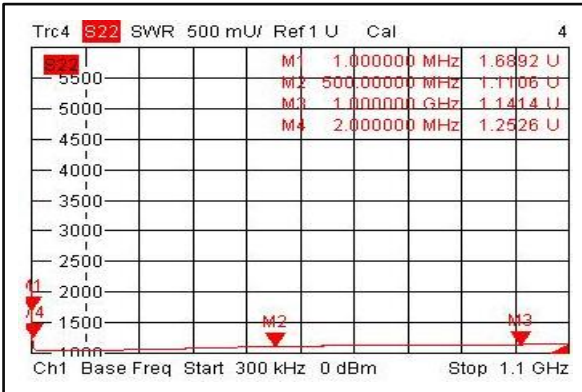 Trc4 S22 SWR 500 mU/ Ref 1 U Cal 4
S22
M1 1.000000 MHz 1.6892 U
M2 500.00000 MHz 1.1106 U
M3 1.000000 GHz 1.1414 U
M4 2.000000 MHz 1.2526 U
5500
5000
4500
4000
3500
3000
2500
2000
1500
1000
M1
M4
M2
M3
Ch1 Base Freq Start 300 kHz 0 dBm Stop 1.1 GHz